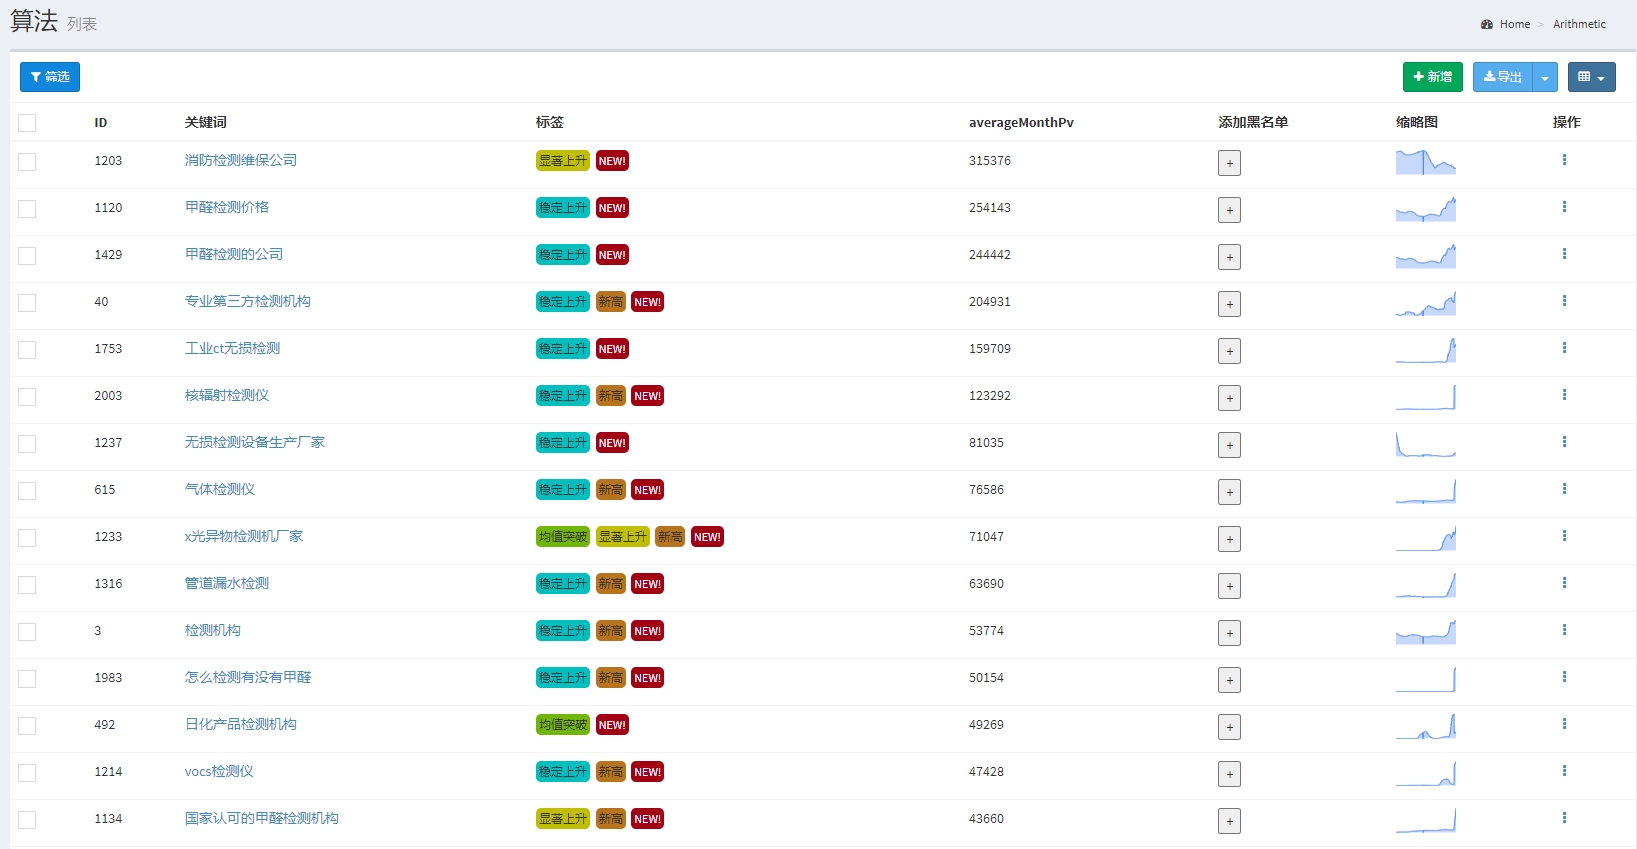 算法 列表
Home > Arithmetic
筛选 新增 导出
ID 关键词 标签 averageMonthPv 添加黑名单 缩略图 操作
1203 消防检测维保公司 显著上升 NEW! 315376 +
1120 甲醛检测价格 稳定上升 NEW! 254143 +
1429 甲醛检测的公司 稳定上升 NEW! 244442 +
40 专业第三方检测机构 稳定上升 新高 NEW! 204931 +
1753 工业ct无损检测 稳定上升 NEW! 159709 +
2003 核辐射检测仪 稳定上升 新高 NEW! 123292 +
1237 无损检测设备生产厂家 稳定上升 NEW! 81035 +
615 气体检测仪 稳定上升 新高 NEW! 76586 +
1233 x光异物检测机厂家 均值突破 显著上升 新高 NEW! 71047 +
1316 管道漏水检测 稳定上升 新高 NEW! 63690 +
3 检测机构 稳定上升 新高 NEW! 53774 +
1983 怎么检测有没有甲醛 稳定上升 新高 NEW! 50154 +
492 日化产品检测机构 均值突破 NEW! 49269 +
1214 vocs检测仪 稳定上升 新高 NEW! 47428 +
1134 国家认可的甲醛检测机构 显著上升 新高 NEW! 43660 +